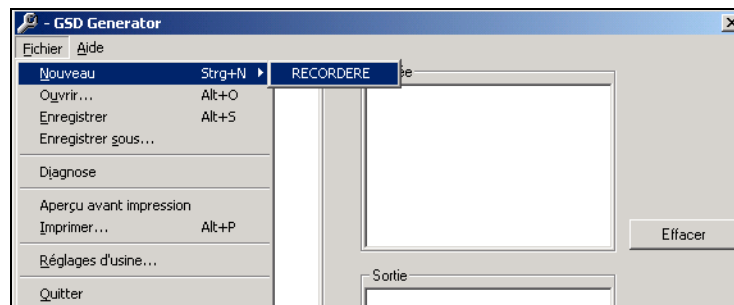 - GSD Generator
Fichier Aide
Nouveau Strg+N RECORDERE
Ouvrir... Alt+O
Enregistrer Alt+S
Enregistrer sous...
Diagnose
Aperçu avant impression
Imprimer... Alt+P
Effacer
Réglages d'usine...
Sortie
Quitter